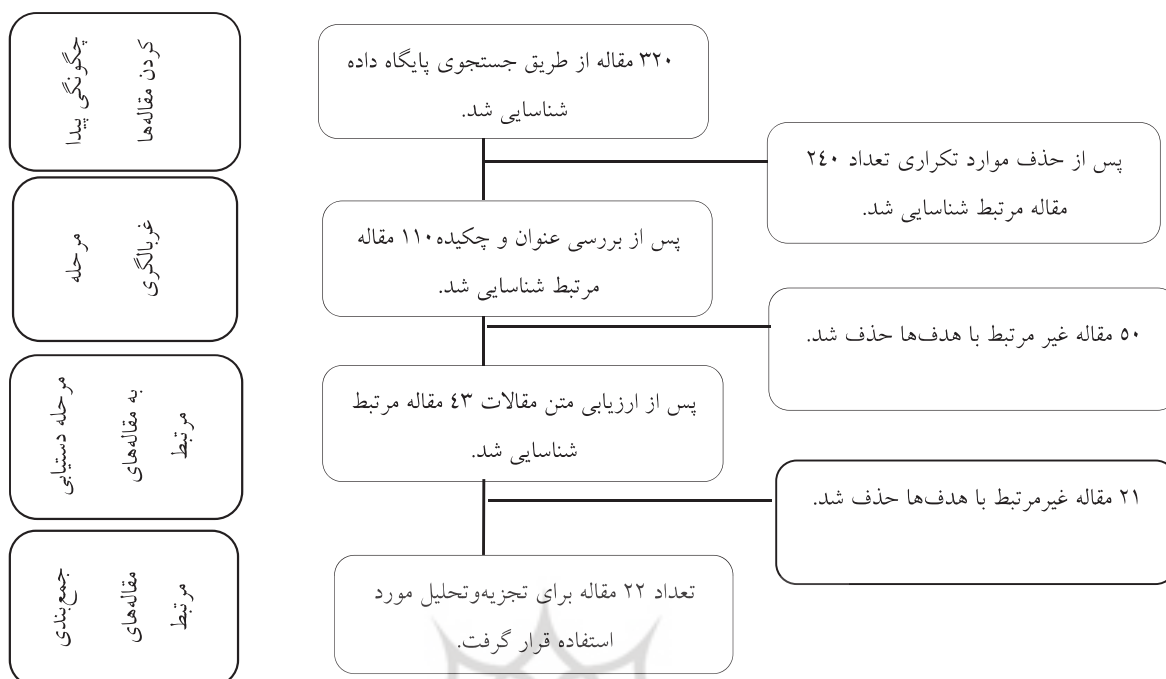 چگونگی پیدا
کردن مقاله‌ها
۳۲۰ مقاله از طریق جستجوی پایگاه داده
شناسایی شد.
پس از حذف موارد تکراری تعداد ۲٤۰
مقاله مرتبط شناسایی شد.
مرحله
غربالگری
پس از بررسی عنوان و چکیده۱۱۰ مقاله
مرتبط شناسایی شد.
۵۰ مقاله غیر مرتبط با هدف‌ها حذف شد.
مرحله دستیابی
به مقاله‌های
مرتبط
پس از ارزیابی متن مقالات ٤۳ مقاله مرتبط
شناسایی شد.
۲۱ مقاله غیرمرتبط با هدف‌ها حذف شد.
جمع‌بندی
مقاله‌های
مرتبط
تعداد ۲۲ مقاله برای تجزیه‌وتحلیل مورد
استفاده قرار گرفت.